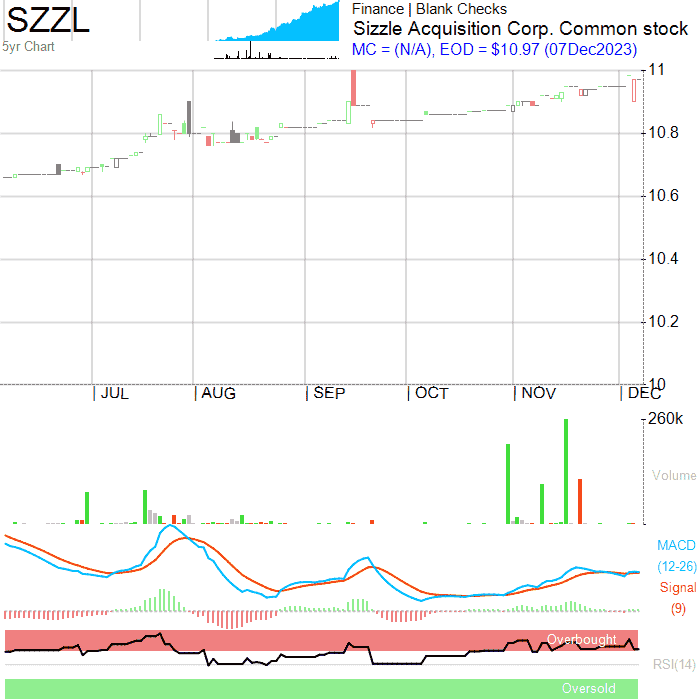 SZZL
5yr Chart
Finance | Blank Checks
Sizzle Acquisition Corp. Common stock
MC = (N/A), EOD = $10.97 (07Dec2023)
11
10.8
10.6
10.4
10.2
10
JUL AUG SEP OCT NOV DEC
260k
Volume
MACD
(12-26)
Signal
(9)
Overbought
RSI(14)
Oversold